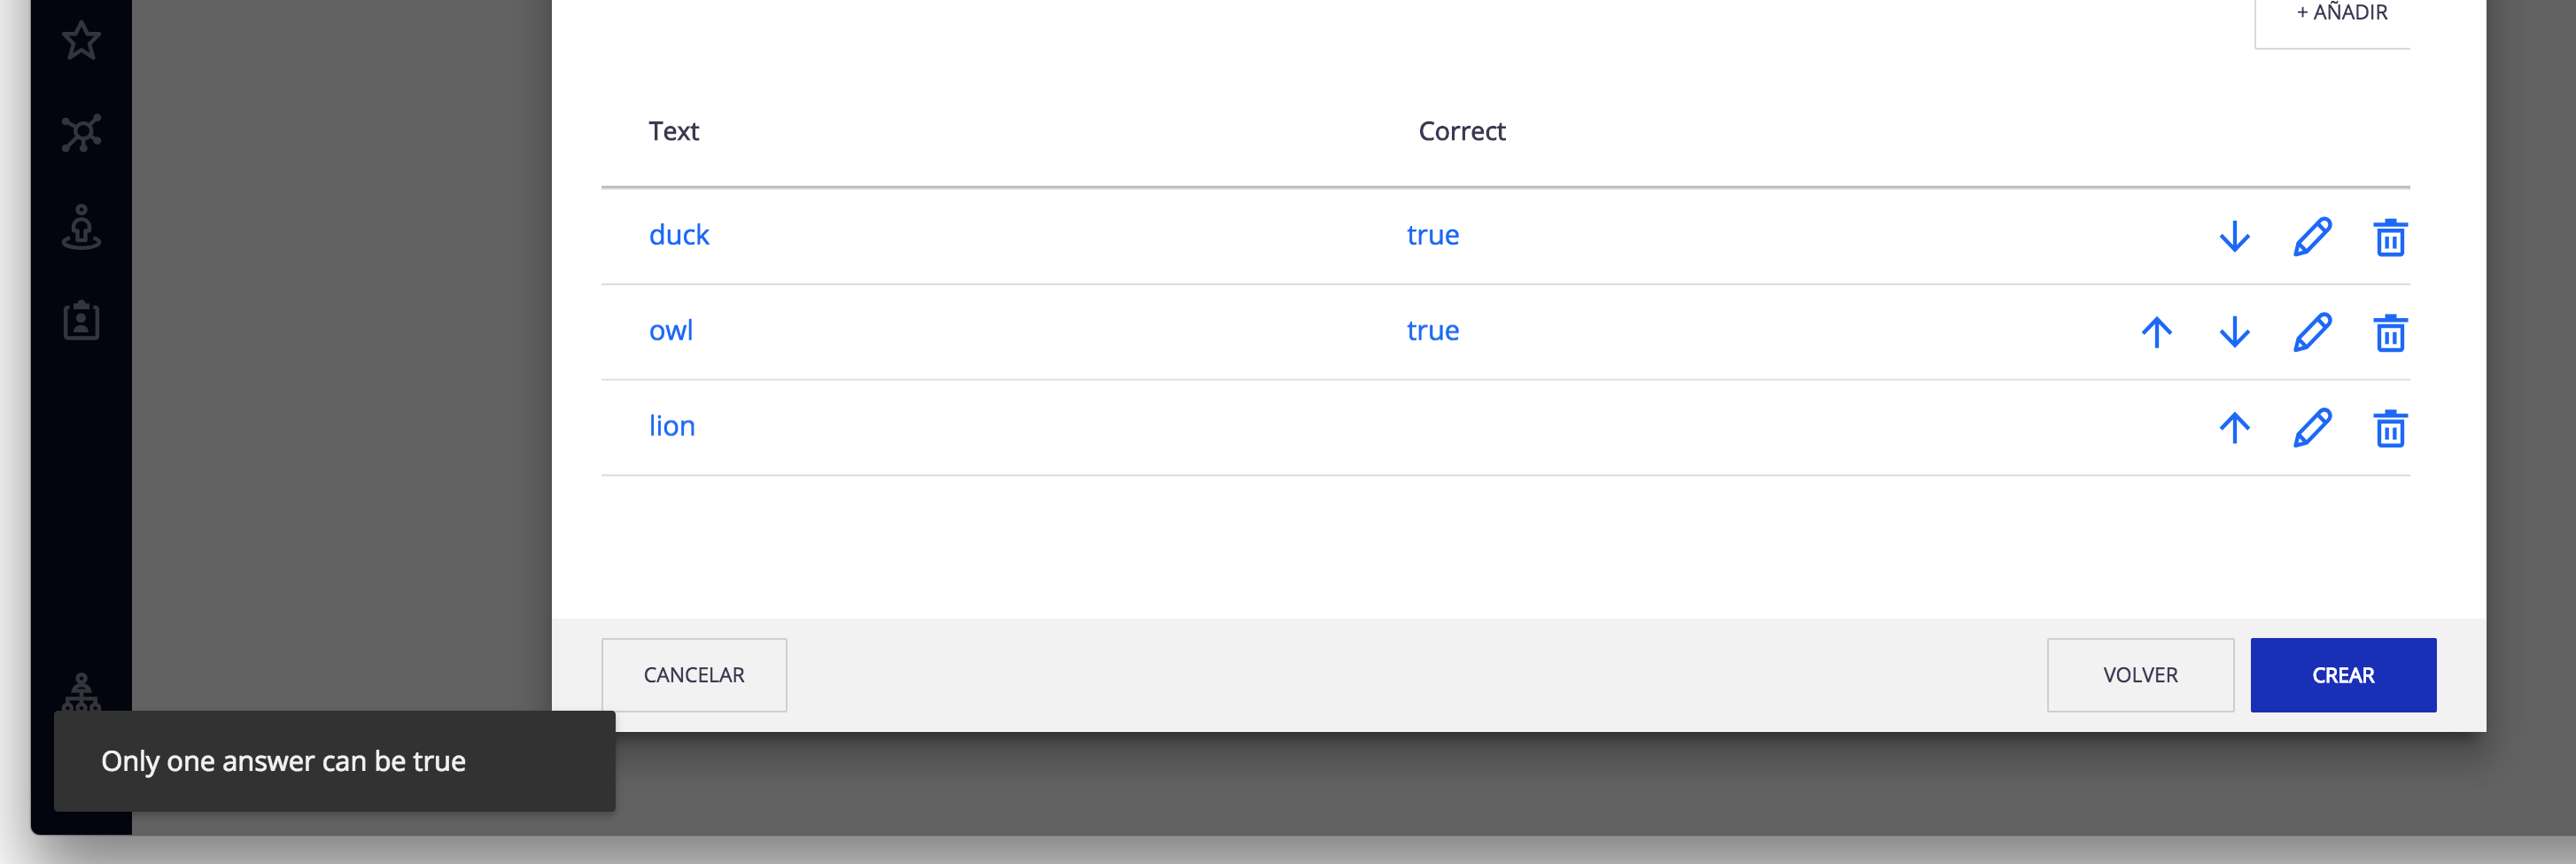 + AÑADIR
Text Correct
duck true
owl true
lion
CANCELAR VOLVER CREAR
Only one answer can be true